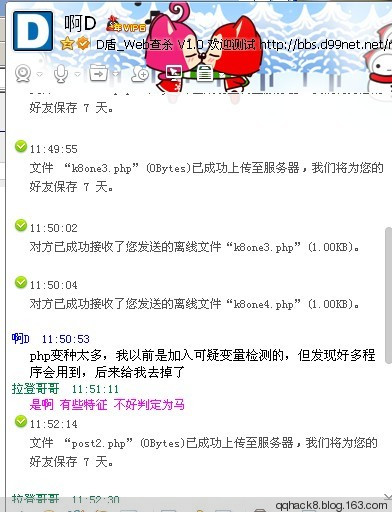 啊D
年VIP6
D盾_Web查杀 V1.0 欢迎测试 http://bbs.d99net.net/
好友保存 7 天。
11:49:55
文件 “k8one3.php”(0Bytes)已成功上传至服务器，我们将为您的
好友保存 7 天。
11:50:02
对方已成功接收了您发送的离线文件“k8one3.php”(1.00KB)。
11:50:04
对方已成功接收了您发送的离线文件“k8one4.php”(1.00KB)。
啊D 11:50:53
php变种太多，我以前是加入可疑变量检测的，但发现好多程
序会用到，后来给我去掉了
拉登哥哥 11:51:11
是啊 有些特征 不好判定为马
11:52:14
文件 “post2.php”(0Bytes)已成功上传至服务器，我们将为您的
好友保存 7 天。
拉登哥哥 11:52:30
qqhack8.blog.163.com